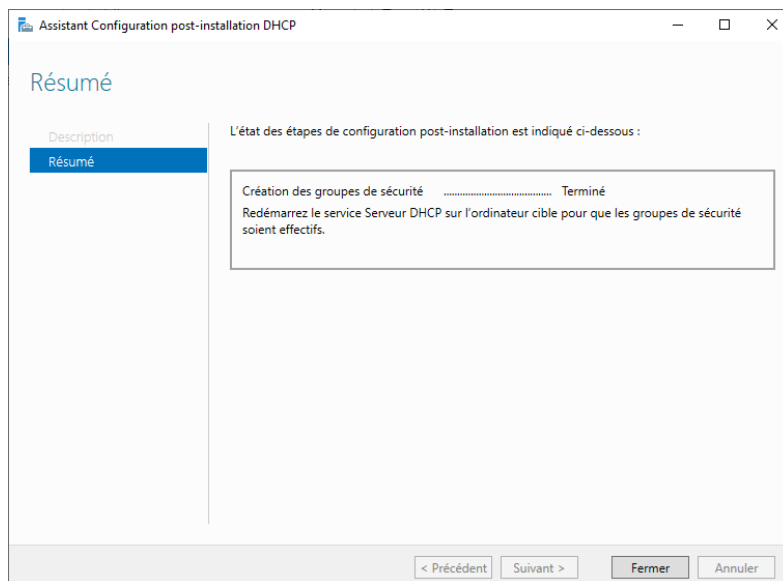 Assistant Configuration post-installation DHCP
Résumé
Description
Résumé
L'état des étapes de configuration post-installation est indiqué ci-dessous :
Création des groupes de sécurité ........................................ Terminé
Redémarrez le service Serveur DHCP sur l'ordinateur cible pour que les groupes de sécurité
soient effectifs.
< Précédent
Suivant >
Fermer
Annuler